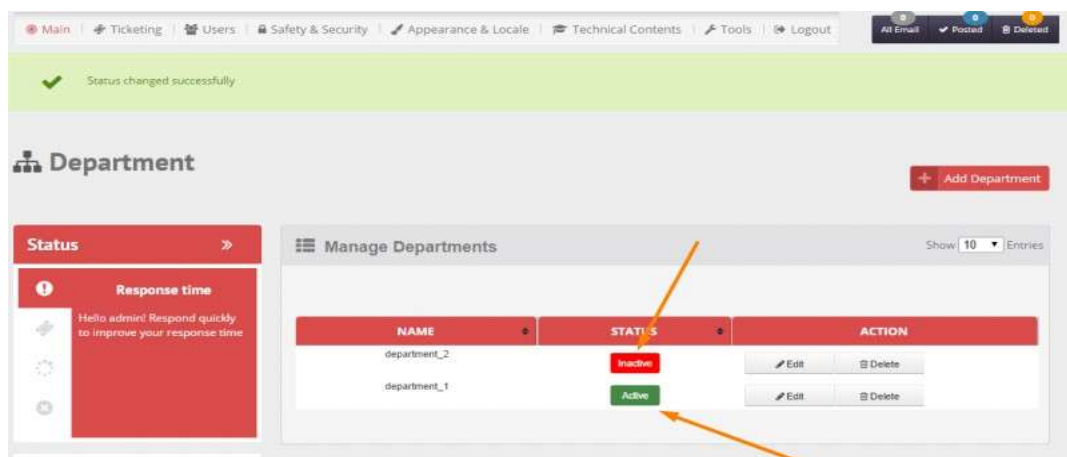 Main Ticketing Users Safety & Security Appearance & Locale Technical Contents Tools Logout
0 0 0
All Email Posted Deleted
Status changed successfully
Department
Add Department
Status
Manage Departments
Show 10 Entries
Response time
Hello admin! Respond quickly
to improve your response time
NAME STATUS ACTION
department_2 Inactive Edit Delete
department_1 Active Edit Delete